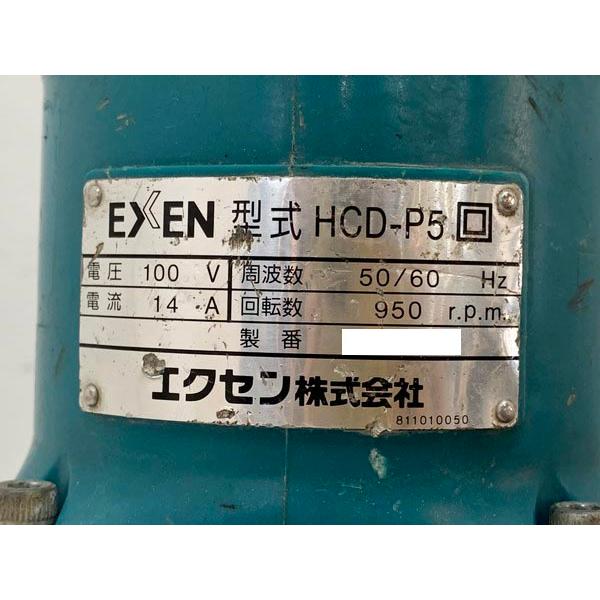 EXEN 型式 HCD-P5
電圧 100 V 周波数 50/60 Hz
電流 14 A 回転数 950 r.p.m.
製番
エクセン株式会社
811010050